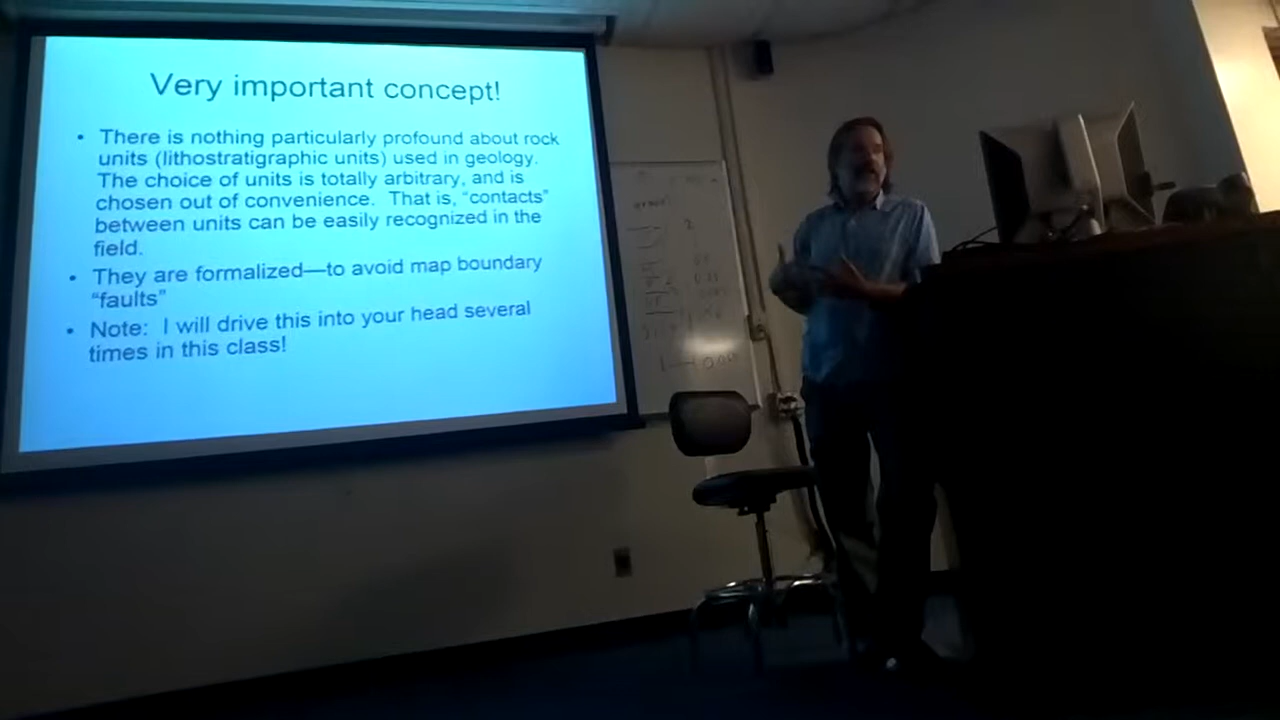 Very important concept!
• There is nothing particularly profound about rock
units (lithostratigraphic units) used in geology.
The choice of units is totally arbitrary, and is
chosen out of convenience. That is, “contacts”
between units can be easily recognized in the
field.
• They are formalized—to avoid map boundary
“faults”
• Note: I will drive this into your head several
times in this class!